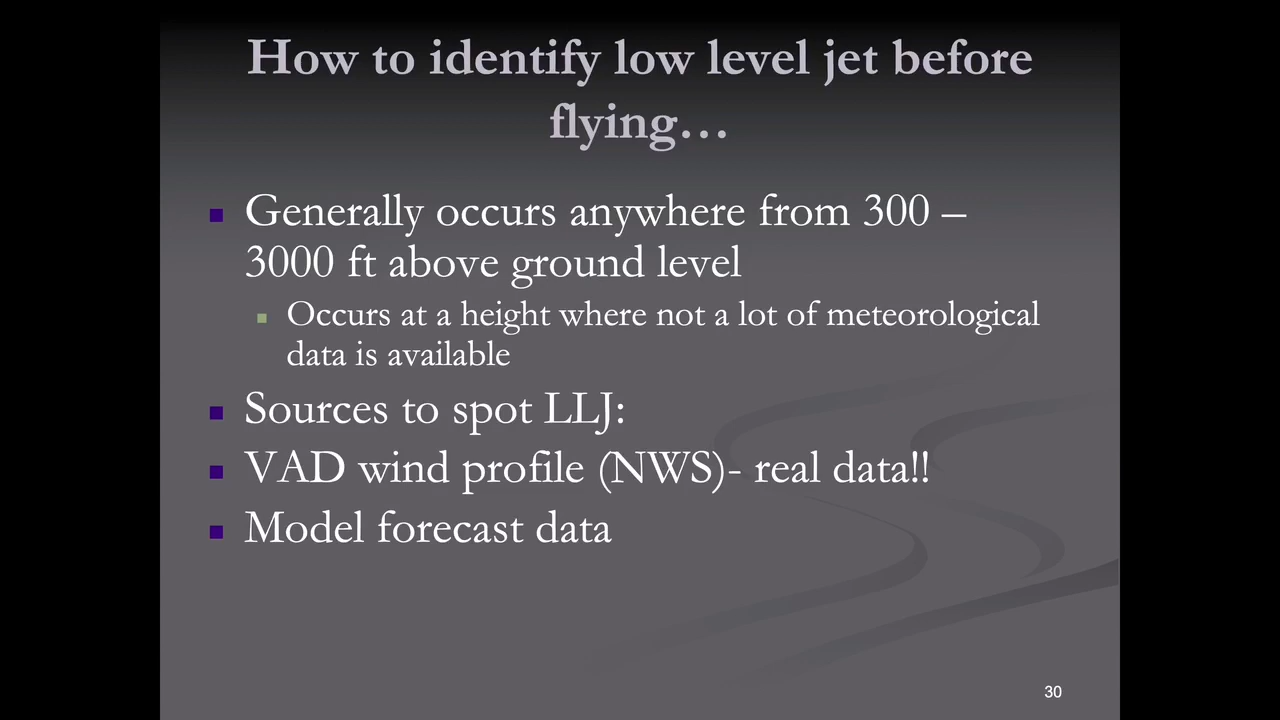 How to identify low level jet before
flying…
Generally occurs anywhere from 300 –
3000 ft above ground level
Occurs at a height where not a lot of meteorological
data is available
Sources to spot LLJ:
VAD wind profile (NWS)- real data!!
Model forecast data
30